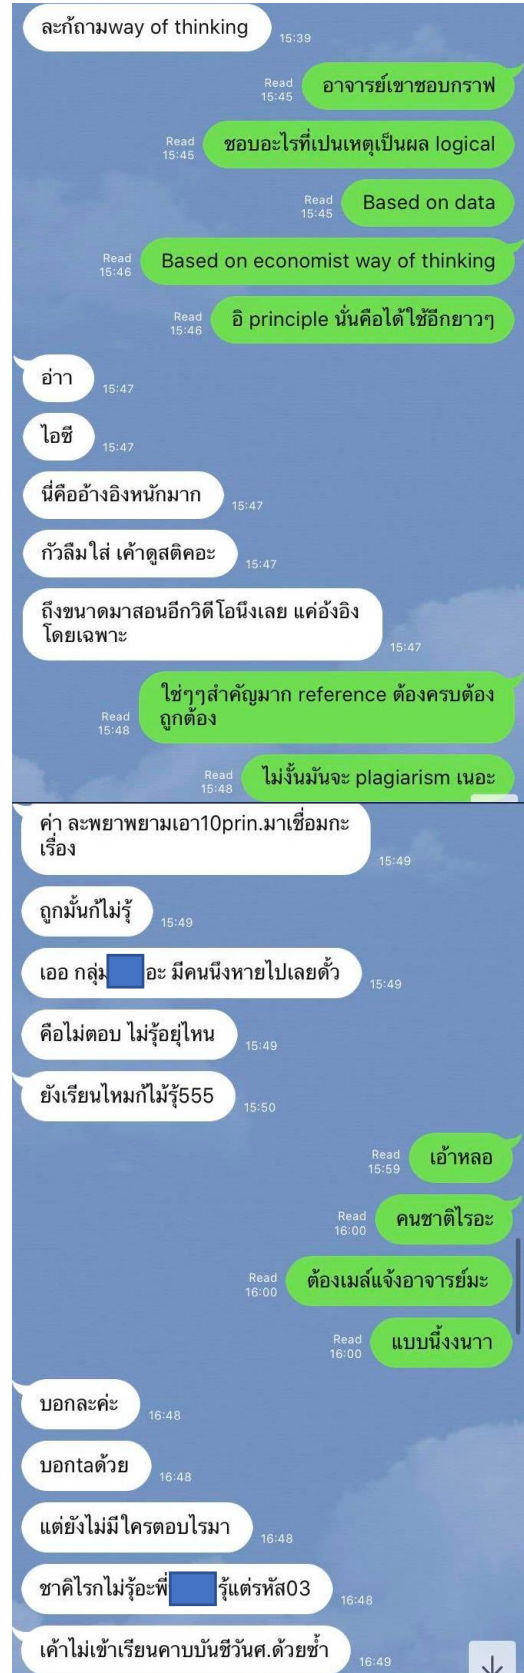 ละก้ถามway of thinking
15:39
Read
15:45
อาจารย์เขาชอบกราฟ
Read
15:45
ชอบอะไรที่เปนเหตุเป็นผล logical
Read
15:45
Based on data
Read
15:46
Based on economist way of thinking
Read
15:46
อิ principle นั่นคือได้ใช้อีกยาวๆ
อ่าา
15:47
ไอซี
15:47
นี่คืออ้างอิงหนักมาก
15:47
กัวลืมใส่ เค้าดูสติคอะ
15:47
ถึงขนาดมาสอนอีกวิดีโอนึงเลย แค่อ้งอิง
โดยเฉพาะ
15:47
Read
15:48
ใช่ๆๆสำคัญมาก reference ต้องครบต้อง
ถูกต้อง
Read
15:48
ไม่งั้นมันจะ plagiarism เนอะ
ค่า ละพยาพยามเอา10prin.มาเชื่อมกะ
เรื่อง
15:49
ถูกมั้นก้ไม่รุ้
15:49
เออ กลุ่ม อะ มีคนนึงหายไปเลยตั้ว
15:49
คือไม่ตอบ ไม่รุ้อยุ่ไหน
15:49
ยังเรียนไหมก้ไม้รุ้555
15:50
Read
15:59
เอ้าหลอ
Read
16:00
คนชาติไรอะ
Read
16:00
ต้องเมล์แจ้งอาจารย์มะ
Read
16:00
แบบนี้งงนาา
บอกละค่ะ
16:48
บอกtaด้วย
16:48
แต่ยังไม่มีใครตอบไรมา
16:48
ชาคิไรกไม่รุ้อะพี่ รุ้แต่รหัส03
16:48
เค้าไม่เข้าเรียนคาบบันชีวันศ.ด้วยซ้ำ
16:49